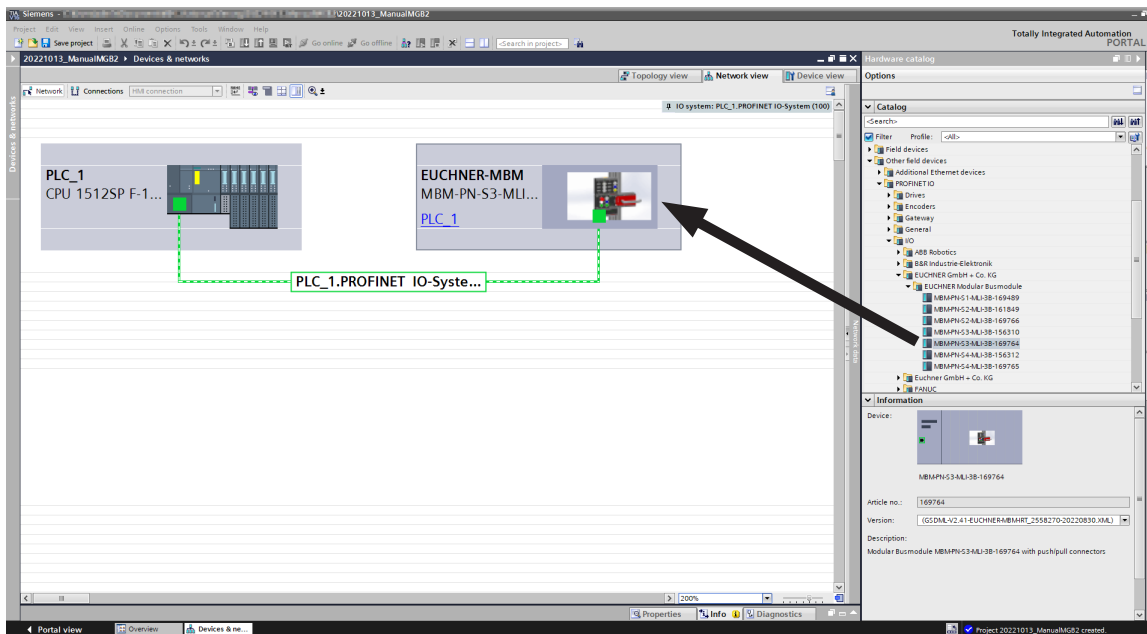 Siemens -
\20221013_ManualMGB2
Project Edit View Insert Online Options Tools Window Help
Save project
Go online
Go offline
<Search in project>
Totally Integrated Automation
PORTAL
20221013_ManualMGB2 ▸ Devices & networks
Hardware catalog
Topology view
Network view
Device view
Options
Network
Connections
HMI connection
Devices & networks
IO system: PLC_1.PROFINET IO-System (100)
PLC_1
CPU 1512SP F-1...
EUCHNER-MBM
MBM-PN-S3-MLI...
PLC_1
PLC_1.PROFINET IO-Syste...
Network data
Catalog
<Search>
Filter
Profile:
<All>
Field devices
Other field devices
Additional Ethernet devices
PROFINET IO
Drives
Encoders
Gateway
General
I/O
ABB Robotics
B&R Industrie-Elektronik
EUCHNER GmbH + Co. KG
EUCHNER Modular Busmodule
MBM-PN-S1-MLI-3B-169489
MBM-PN-S2-MLI-3B-161849
MBM-PN-S2-MLI-3B-169766
MBM-PN-S3-MLI-3B-156310
MBM-PN-S3-MLI-3B-169764
MBM-PN-S4-MLI-3B-156312
MBM-PN-S4-MLI-3B-169765
Euchner GmbH + Co. KG
FANUC
Information
Device:
MBM-PN-S3-MLI-3B-169764
Article no.:
169764
Version:
(GSDML-V2.41-EUCHNER-MBM-IRT_2558270-20220830.XML)
Description:
Modular Busmodule MBM-PN-S3-MLI-3B-169764 with push/pull connectors
200%
Properties
Info
Diagnostics
Portal view
Overview
Devices & ne...
Project 20221013_ManualMGB2 created.